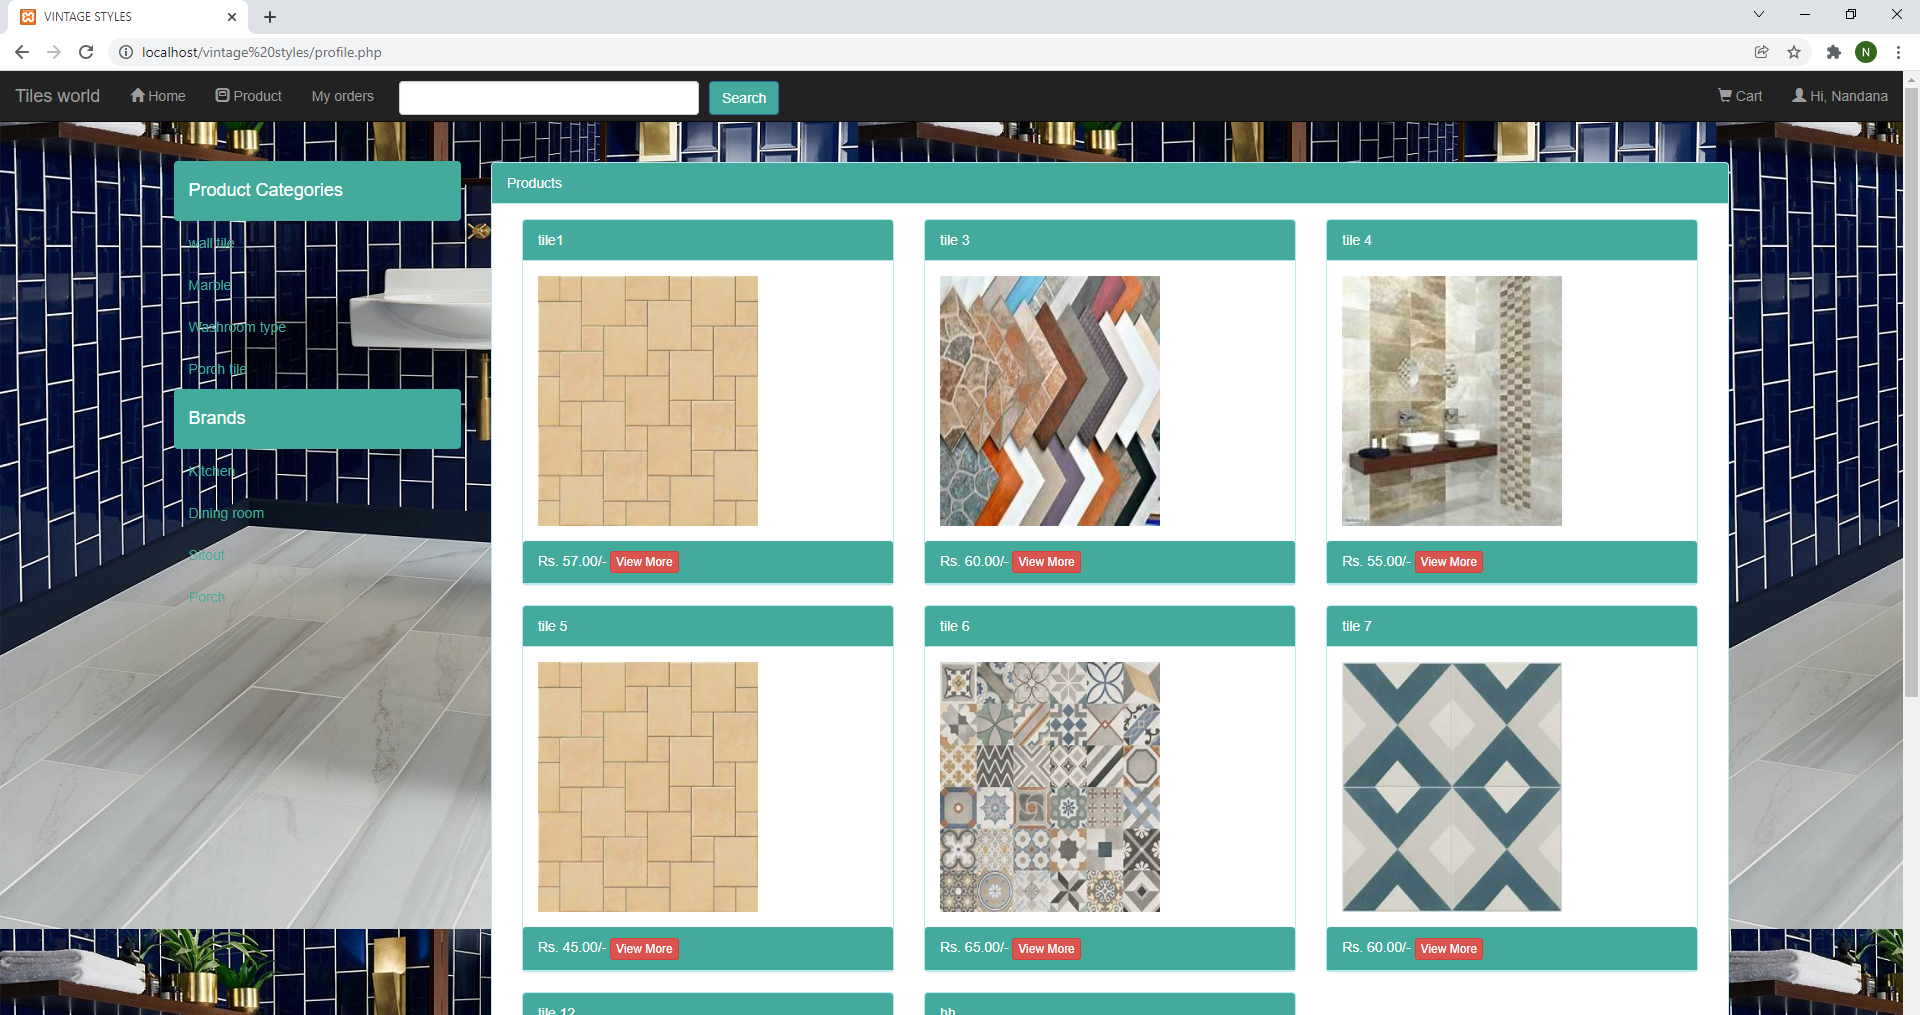 VINTAGE STYLES
localhost/vintage%20styles/profile.php
N
Tiles world Home Product My orders Search Cart Hi, Nandana
Product Categories
wall tile
Marble
Washroom type
Porch tile
Brands
Kitchen
Dining room
Sitout
Porch
Products
tile1 tile 3 tile 4
Rs. 57.00/- View More Rs. 60.00/- View More Rs. 55.00/- View More
tile 5 tile 6 tile 7
Rs. 45.00/- View More Rs. 65.00/- View More Rs. 60.00/- View More
tile 12 hh